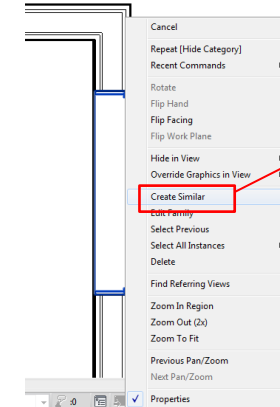 Cancel
Repeat [Hide Category]
Recent Commands
Rotate
Flip Hand
Flip Facing
Flip Work Plane
Hide in View
Override Graphics in View
Create Similar
Edit Family
Select Previous
Select All Instances
Delete
Find Referring Views
Zoom In Region
Zoom Out (2x)
Zoom To Fit
Previous Pan/Zoom
Next Pan/Zoom
:0
Properties